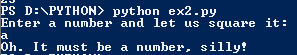 PS D:\PYTHON> python ex2.py
Enter a number and let us square it:
a
Oh. It must be a number, silly!